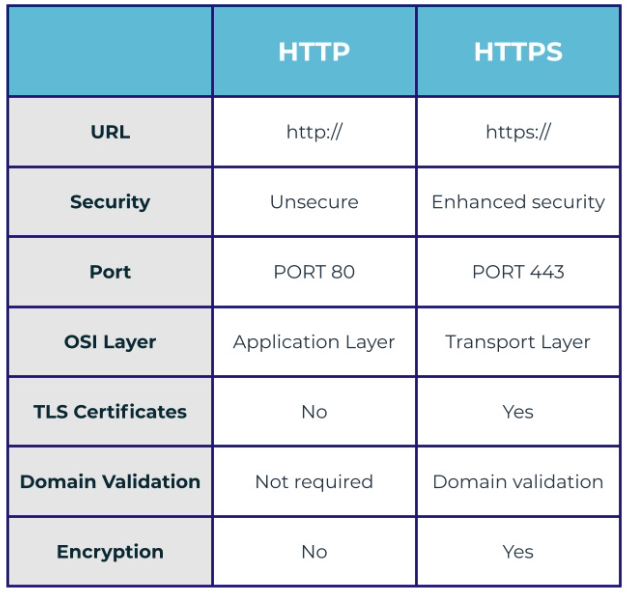 HTTP HTTPS
URL http:// https://
Security Unsecure Enhanced security
Port PORT 80 PORT 443
OSI Layer Application Layer Transport Layer
TLS Certificates No Yes
Domain Validation Not required Domain validation
Encryption No Yes